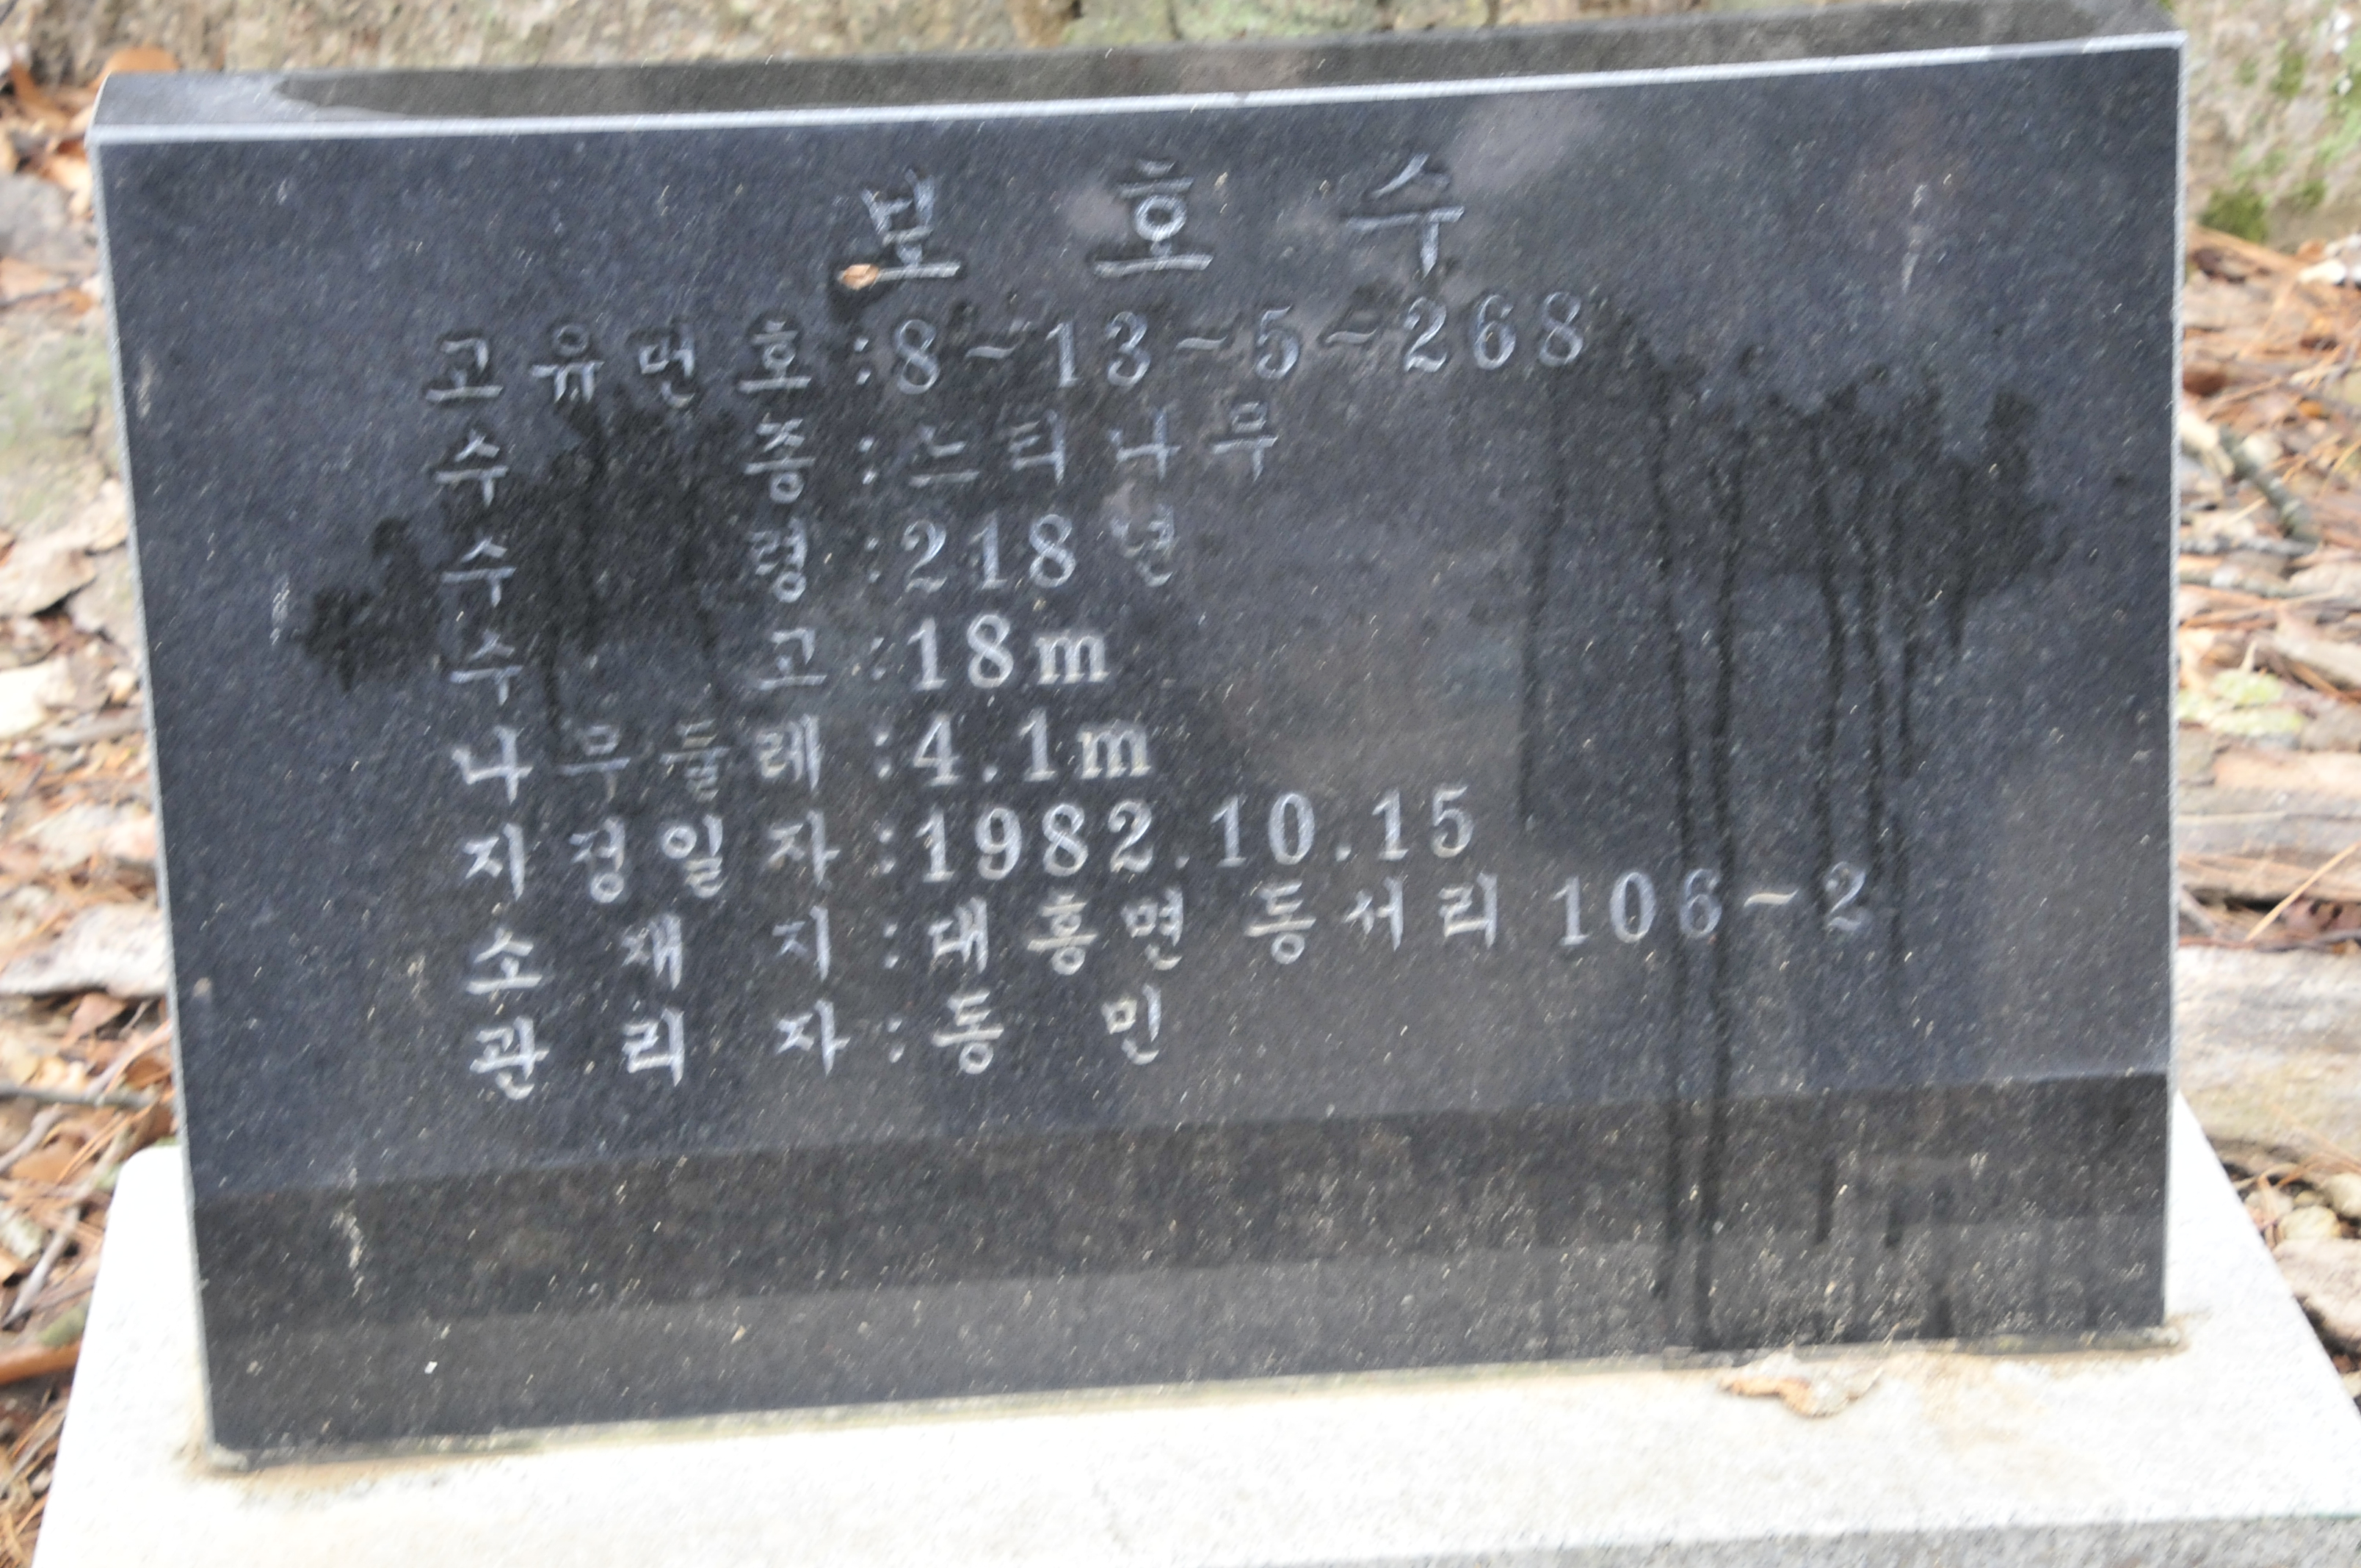 보 호 수
고유번호:8-13-5-268
수 종:느티나무
수 령:218년
수 고:18m
나무둘레:4.1m
지정일자:1982.10.15
소 재 지:대흥면 동서리 106-2
관 리 자:동 민